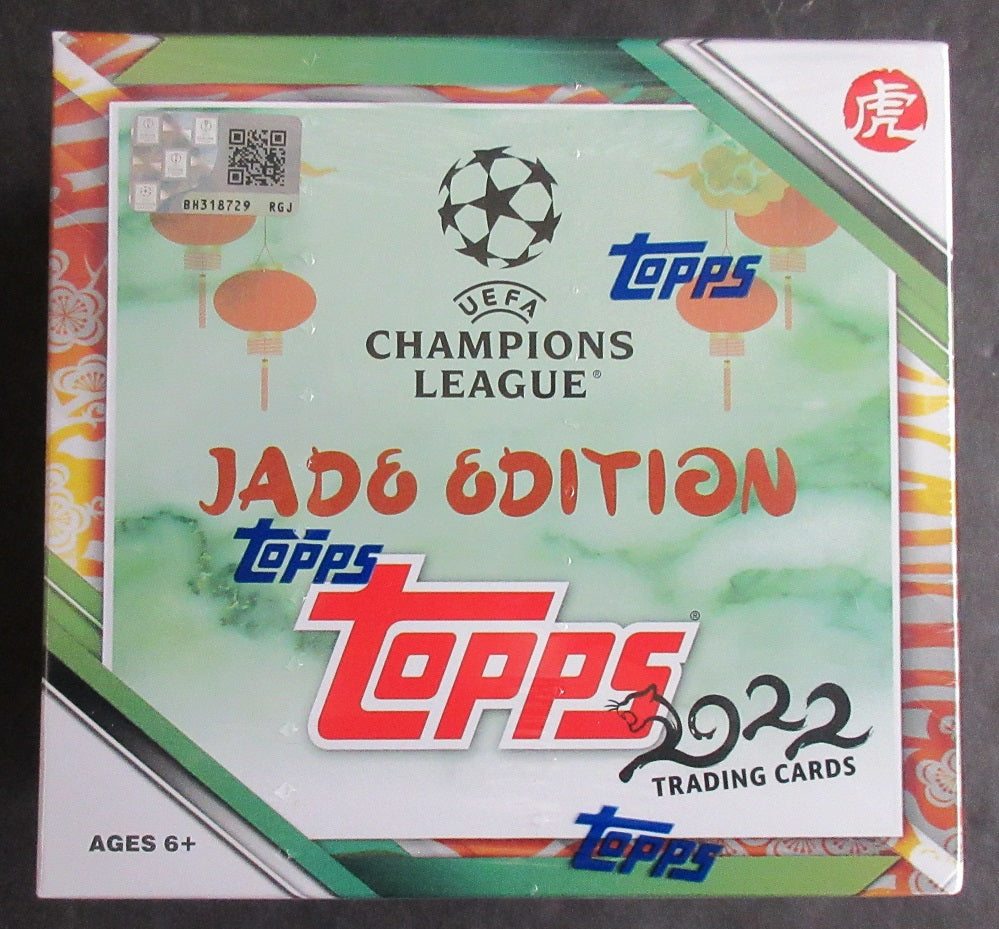 虎
BH318729 RGJ
UEFA
CHAMPIONS
LEAGUE®
topps
JADE EDITION
topps
topps®
2022
TRADING CARDS
topps
AGES 6+